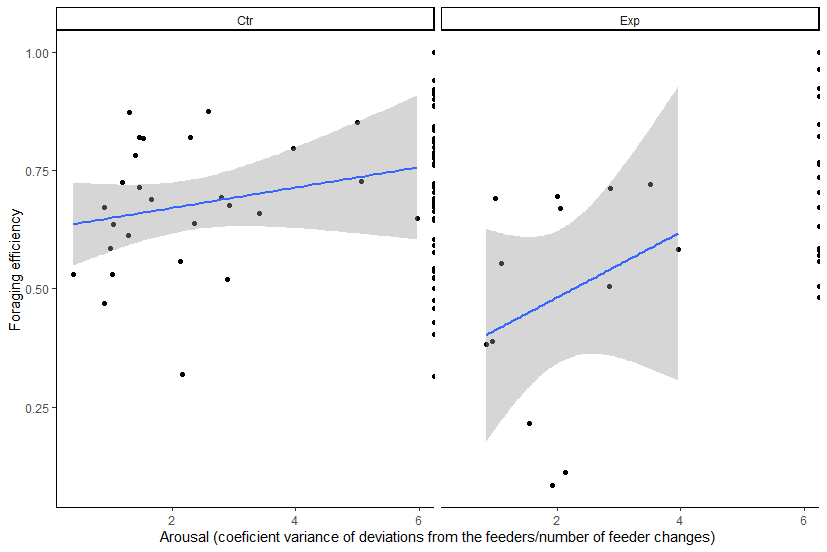 Ctr Exp
1.00
0.75
0.50
0.25
Foraging efficiency
2 4 6 2 4 6
Arousal (coeficient variance of deviations from the feeders/number of feeder changes)